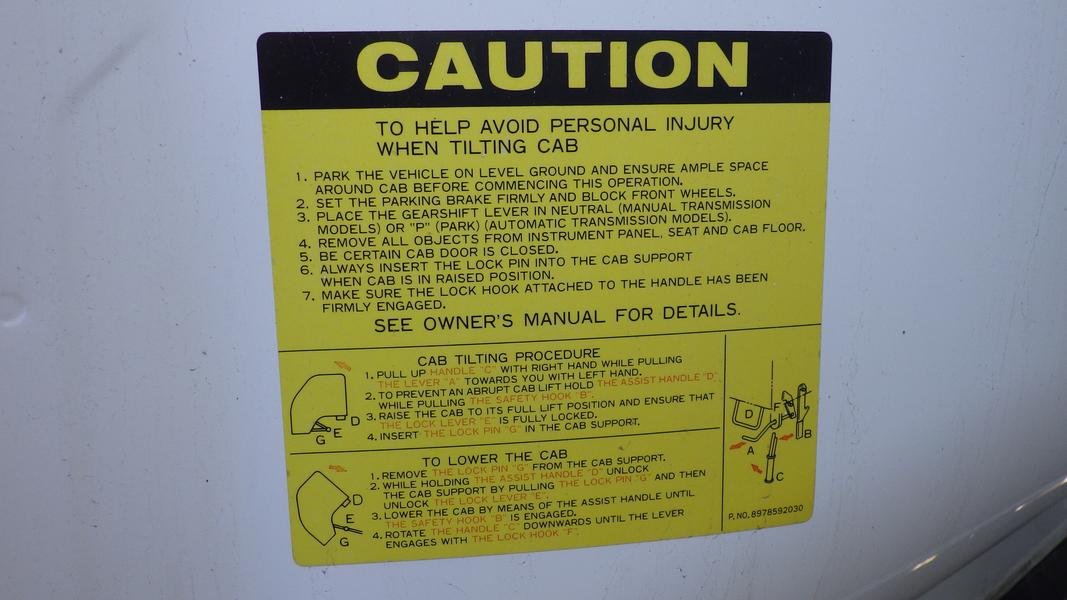 CAUTION
TO HELP AVOID PERSONAL INJURY
WHEN TILTING CAB
1. PARK THE VEHICLE ON LEVEL GROUND AND ENSURE AMPLE SPACE
AROUND CAB BEFORE COMMENCING THIS OPERATION.
2. SET THE PARKING BRAKE FIRMLY AND BLOCK FRONT WHEELS.
3. PLACE THE GEARSHIFT LEVER IN NEUTRAL (MANUAL TRANSMISSION
MODELS) OR "P" (PARK) (AUTOMATIC TRANSMISSION MODELS).
4. REMOVE ALL OBJECTS FROM INSTRUMENT PANEL, SEAT AND CAB FLOOR.
5. BE CERTAIN CAB DOOR IS CLOSED.
6. ALWAYS INSERT THE LOCK PIN INTO THE CAB SUPPORT
WHEN CAB IS IN RAISED POSITION.
7. MAKE SURE THE LOCK HOOK ATTACHED TO THE HANDLE HAS BEEN
FIRMLY ENGAGED.
SEE OWNER'S MANUAL FOR DETAILS.
CAB TILTING PROCEDURE
1. PULL UP HANDLE "C" WITH RIGHT HAND WHILE PULLING
THE LEVER "A" TOWARDS YOU WITH LEFT HAND.
2. TO PREVENT AN ABRUPT CAB LIFT HOLD THE ASSIST HANDLE "D"
WHILE PULLING THE SAFETY HOOK "B".
3. RAISE THE CAB TO ITS FULL LIFT POSITION AND ENSURE THAT
THE LOCK LEVER "E" IS FULLY LOCKED.
4. INSERT THE LOCK PIN "G" IN THE CAB SUPPORT.
D
E
G
TO LOWER THE CAB
1. REMOVE THE LOCK PIN "G" FROM THE CAB SUPPORT.
2. WHILE HOLDING THE ASSIST HANDLE "D" UNLOCK
THE CAB SUPPORT BY PULLING THE LOCK PIN "G" AND THEN
UNLOCK THE LOCK LEVER "E".
3. LOWER THE CAB BY MEANS OF THE ASSIST HANDLE UNTIL
THE SAFETY HOOK "B" IS ENGAGED.
4. ROTATE THE HANDLE "C" DOWNWARDS UNTIL THE LEVER
ENGAGES WITH THE LOCK HOOK "F".
D
E
G
D
F
B
A
C
P.NO.8978592030